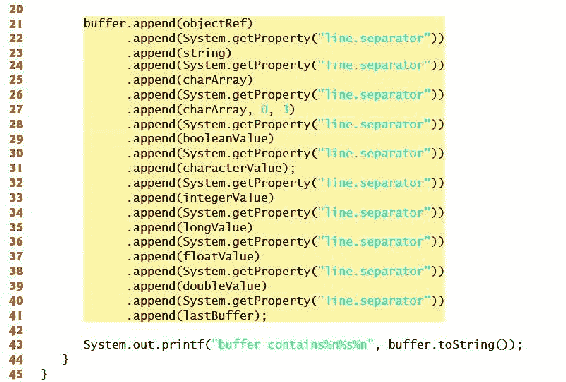 20
21 buffer.append(objectRef)
22 .append(System.getProperty("line.separator"))
23 .append(string)
24 .append(System.getProperty("line.separator"))
25 .append(charArray)
26 .append(System.getProperty("line.separator"))
27 .append(charArray, 0, 3)
28 .append(System.getProperty("line.separator"))
29 .append(booleanValue)
30 .append(System.getProperty("line.separator"))
31 .append(characterValue);
32 .append(System.getProperty("line.separator"))
33 .append(integerValue)
34 .append(System.getProperty("line.separator"))
35 .append(longValue)
36 .append(System.getProperty("line.separator"))
37 .append(floatValue)
38 .append(System.getProperty("line.separator"))
39 .append(doubleValue)
40 .append(System.getProperty("line.separator"))
41 .append(lastBuffer);
42
43 System.out.printf("buffer contains%n%s%n", buffer.toString());
44 }
45 }